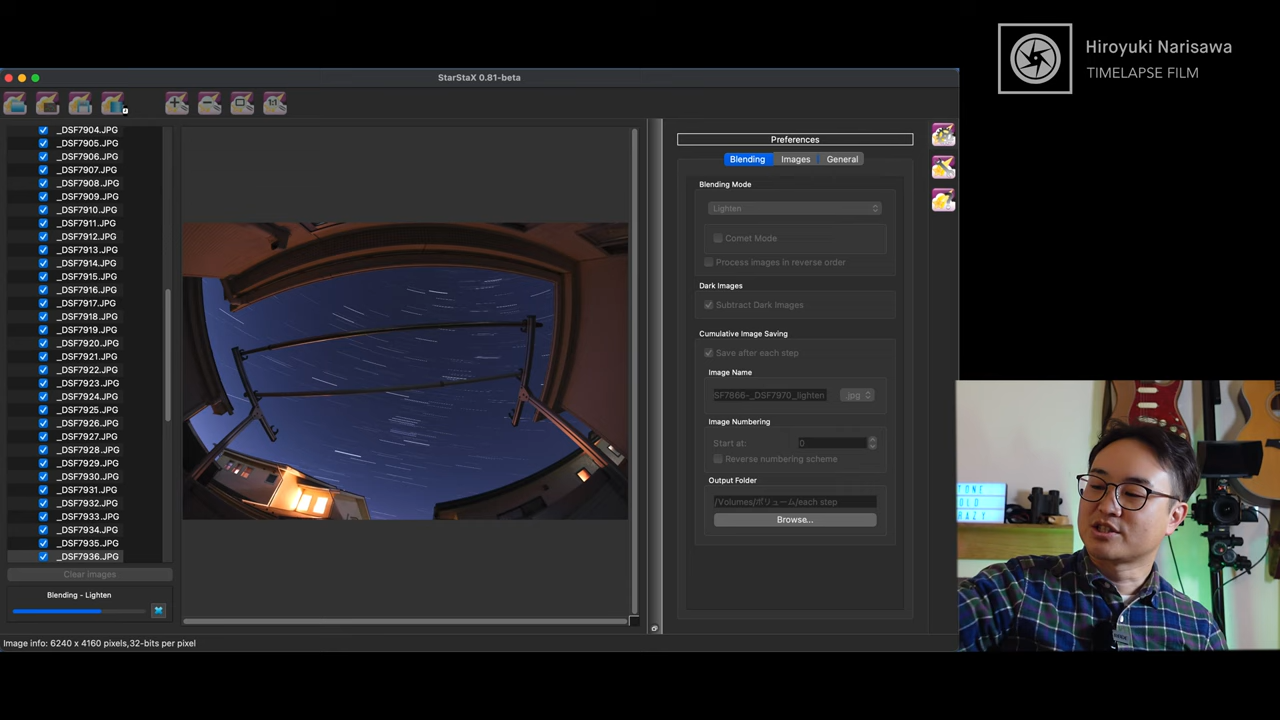 Hiroyuki Narisawa
TIMELAPSE FILM
StarStaX 0.81-beta
_DSF7904.JPG
_DSF7905.JPG
_DSF7906.JPG
_DSF7907.JPG
_DSF7908.JPG
_DSF7909.JPG
_DSF7910.JPG
_DSF7911.JPG
_DSF7912.JPG
_DSF7913.JPG
_DSF7914.JPG
_DSF7915.JPG
_DSF7916.JPG
_DSF7917.JPG
_DSF7918.JPG
_DSF7919.JPG
_DSF7920.JPG
_DSF7921.JPG
_DSF7922.JPG
_DSF7923.JPG
_DSF7924.JPG
_DSF7925.JPG
_DSF7926.JPG
_DSF7927.JPG
_DSF7928.JPG
_DSF7929.JPG
_DSF7930.JPG
_DSF7931.JPG
_DSF7932.JPG
_DSF7933.JPG
_DSF7934.JPG
_DSF7935.JPG
_DSF7936.JPG
Clear images
Blending - Lighten
Image info: 6240 x 4160 pixels,32-bits per pixel
Preferences
Blending Images General
Blending Mode
Lighten
Comet Mode
Process images in reverse order
Dark Images
Subtract Dark Images
Cumulative Image Saving
Save after each step
Image Name
SF7866-_DSF7970_lighten .jpg
Image Numbering
Start at: 0
Reverse numbering scheme
Output Folder
/Volumes/ボリューム/each step
Browse...
TONE
OLD
RAZY